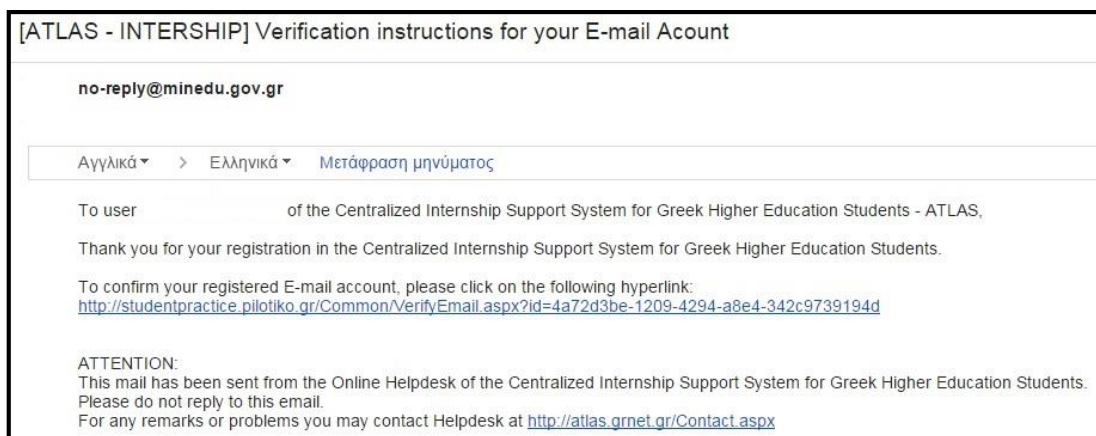 [ATLAS - INTERSHIP] Verification instructions for your E-mail Acount
no-reply@minedu.gov.gr
Αγγλικά > Ελληνικά Μετάφραση μηνύματος
To user of the Centralized Internship Support System for Greek Higher Education Students - ATLAS,
Thank you for your registration in the Centralized Internship Support System for Greek Higher Education Students.
To confirm your registered E-mail account, please click on the following hyperlink:
http://studentpractice.pilotiko.gr/Common/VerifyEmail.aspx?id=4a72d3be-1209-4294-a8e4-342c9739194d
ATTENTION:
This mail has been sent from the Online Helpdesk of the Centralized Internship Support System for Greek Higher Education Students.
Please do not reply to this email.
For any remarks or problems you may contact Helpdesk at http://atlas.grnet.gr/Contact.aspx